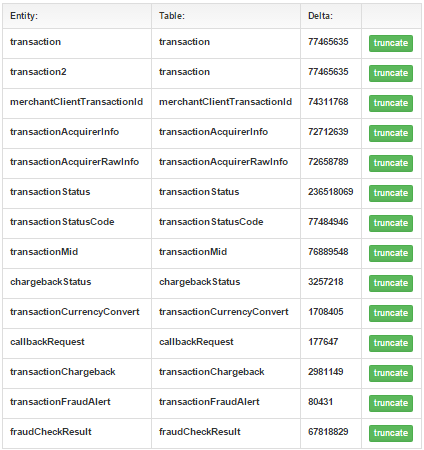 Entity: Table: Delta:
transaction transaction 77465635 truncate
transaction2 transaction 77465635 truncate
merchantClientTransactionId merchantClientTransactionId 74311768 truncate
transactionAcquirerInfo transactionAcquirerInfo 72712639 truncate
transactionAcquirerRawInfo transactionAcquirerRawInfo 72658789 truncate
transactionStatus transactionStatus 236518069 truncate
transactionStatusCode transactionStatusCode 77484946 truncate
transactionMid transactionMid 76889548 truncate
chargebackStatus chargebackStatus 3257218 truncate
transactionCurrencyConvert transactionCurrencyConvert 1708405 truncate
callbackRequest callbackRequest 177647 truncate
transactionChargeback transactionChargeback 2981149 truncate
transactionFraudAlert transactionFraudAlert 80431 truncate
fraudCheckResult fraudCheckResult 67818829 truncate